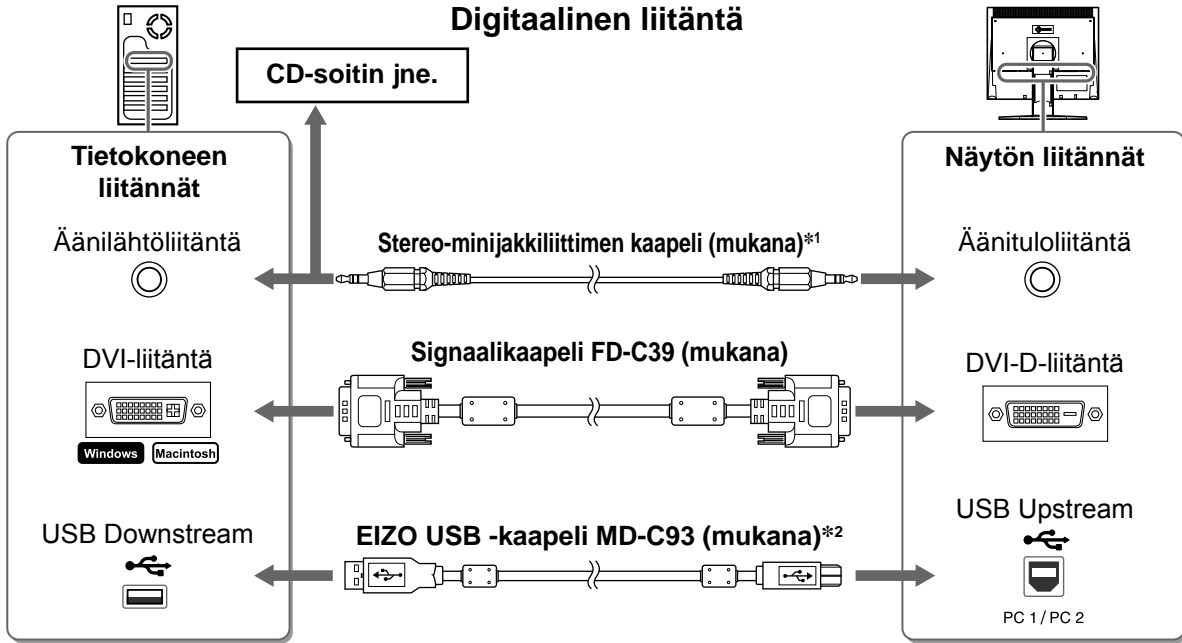 Digitaalinen liitäntä
CD-soitin jne.
Tietokoneen
liitännät
Näytön liitännät
Äänilähtöliitäntä
Stereo-minijakkiliittimen kaapeli (mukana)*1
Äänituloliitäntä
DVI-liitäntä
Signaalikaapeli FD-C39 (mukana)
DVI-D-liitäntä
Windows Macintosh
USB Downstream
EIZO USB -kaapeli MD-C93 (mukana)*2
USB Upstream
PC 1 / PC 2